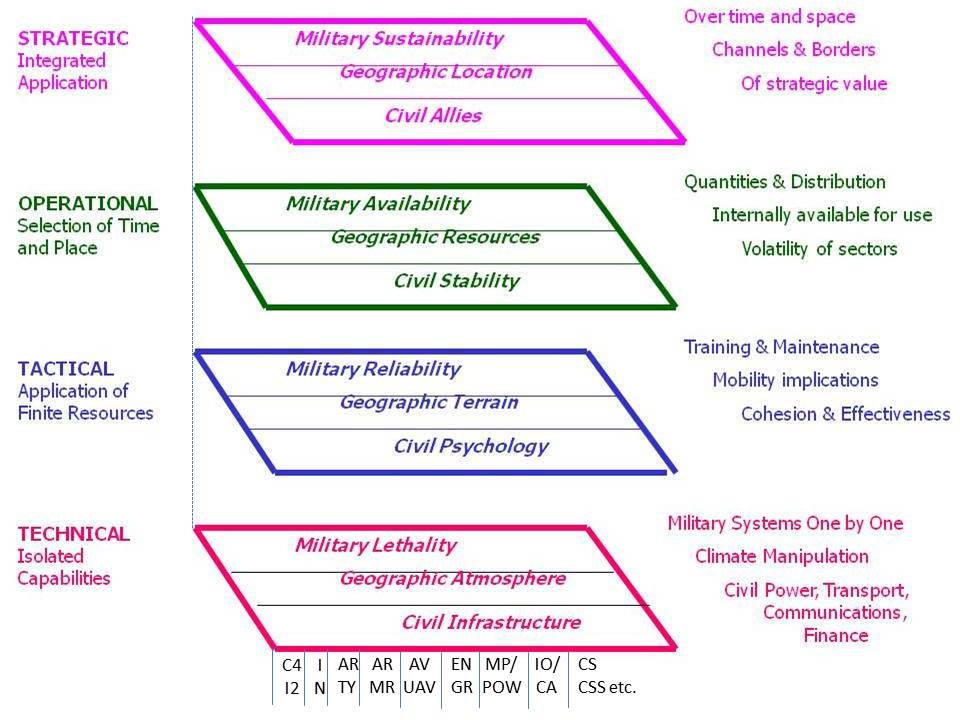 STRATEGIC
Integrated
Application
Military Sustainability
Geographic Location
Civil Allies
Over time and space
Channels & Borders
Of strategic value
OPERATIONAL
Selection of Time
and Place
Military Availability
Geographic Resources
Civil Stability
Quantities & Distribution
Internally available for use
Volatility of sectors
TACTICAL
Application of
Finite Resources
Military Reliability
Geographic Terrain
Civil Psychology
Training & Maintenance
Mobility implications
Cohesion & Effectiveness
TECHNICAL
Isolated
Capabilities
Military Lethality
Geographic Atmosphere
Civil Infrastructure
Military Systems One by One
Climate Manipulation
Civil Power, Transport,
Communications,
Finance
C4 I AR AR AV EN MP/ IO/ CS
I2 N TY MR UAV GR POW CA CSS etc.